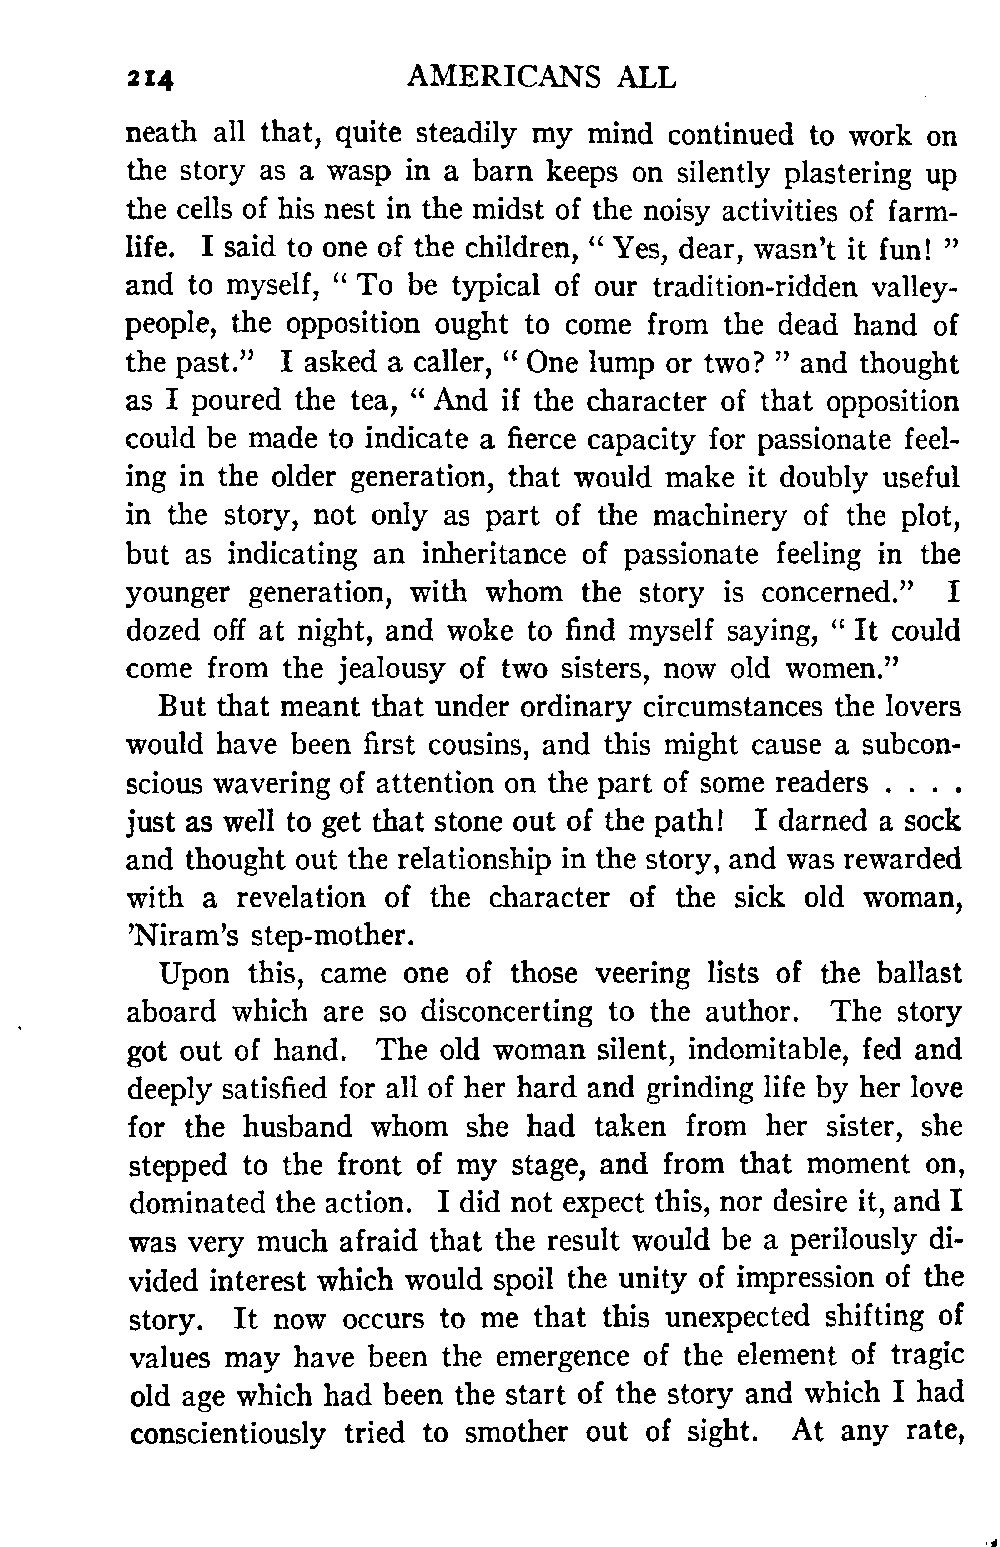 214 AMERICANS ALL
neath all that, quite steadily my mind continued to work on
the story as a wasp in a barn keeps on silently plastering up
the cells of his nest in the midst of the noisy activities of farm-
life. I said to one of the children, “ Yes, dear, wasn’t it fun! ”
and to myself, “ To be typical of our tradition-ridden valley-
people, the opposition ought to come from the dead hand of
the past.” I asked a caller, “ One lump or two? ” and thought
as I poured the tea, “ And if the character of that opposition
could be made to indicate a fierce capacity for passionate feel-
ing in the older generation, that would make it doubly useful
in the story, not only as part of the machinery of the plot,
but as indicating an inheritance of passionate feeling in the
younger generation, with whom the story is concerned.” I
dozed off at night, and woke to find myself saying, “ It could
come from the jealousy of two sisters, now old women.”
But that meant that under ordinary circumstances the lovers
would have been first cousins, and this might cause a subcon-
scious wavering of attention on the part of some readers . . . .
just as well to get that stone out of the path! I darned a sock
and thought out the relationship in the story, and was rewarded
with a revelation of the character of the sick old woman,
’Niram’s step-mother.
Upon this, came one of those veering lists of the ballast
aboard which are so disconcerting to the author. The story
got out of hand. The old woman silent, indomitable, fed and
deeply satisfied for all of her hard and grinding life by her love
for the husband whom she had taken from her sister, she
stepped to the front of my stage, and from that moment on,
dominated the action. I did not expect this, nor desire it, and I
was very much afraid that the result would be a perilously di-
vided interest which would spoil the unity of impression of the
story. It now occurs to me that this unexpected shifting of
values may have been the emergence of the element of tragic
old age which had been the start of the story and which I had
conscientiously tried to smother out of sight. At any rate,